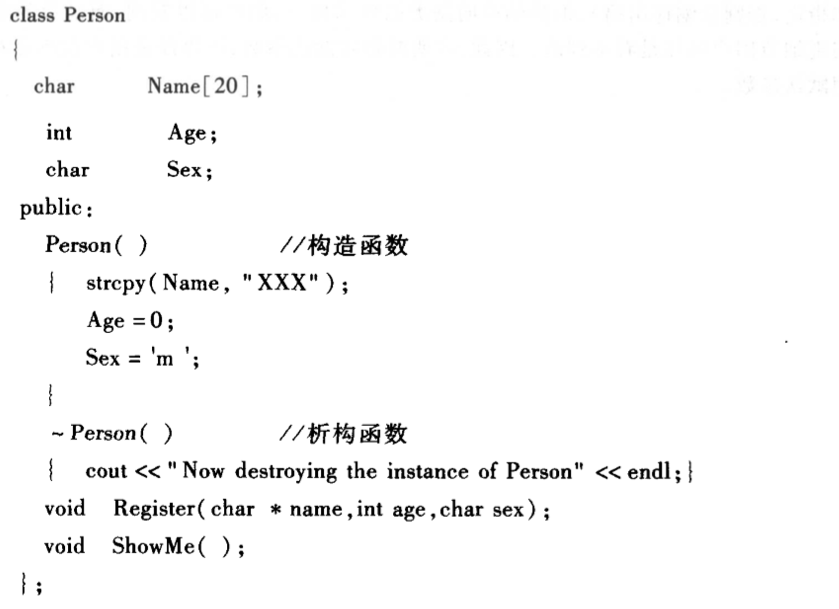 class Person
{
char Name[20];
int Age;
char Sex;
public:
Person( ) //构造函数
{ strcpy(Name, "XXX");
Age =0;
Sex = 'm ';
}
~Person( ) //析构函数
{ cout << "Now destroying the instance of Person" << endl;}
void Register(char * name,int age,char sex);
void ShowMe( );
};